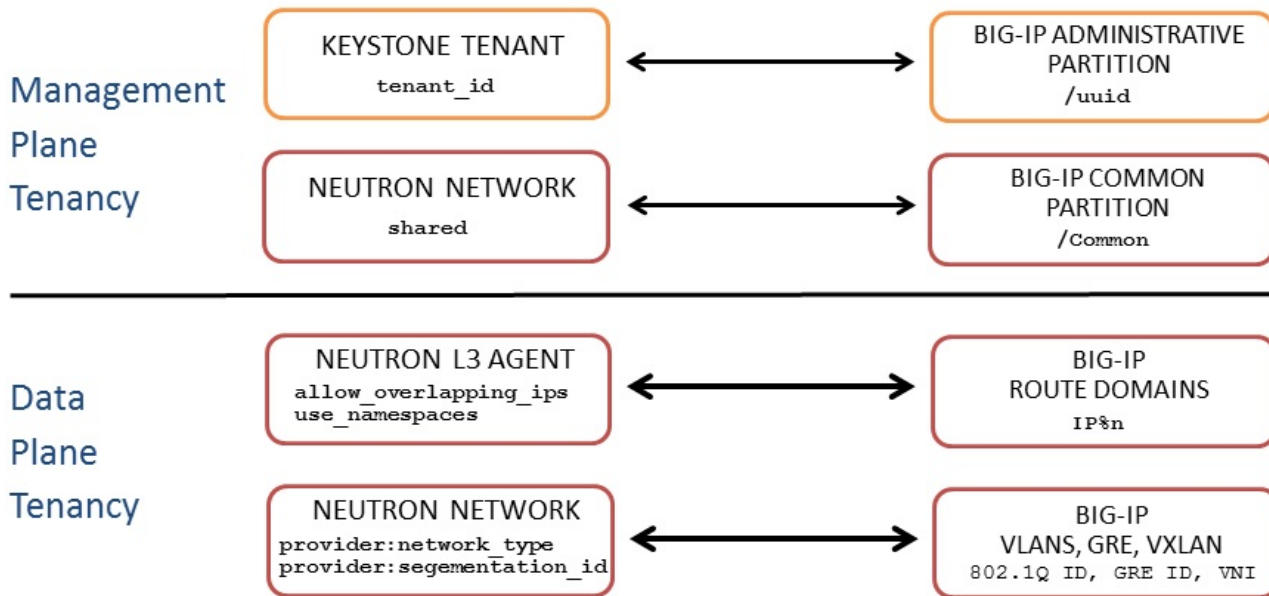 Management
Plane
Tenancy
KEYSTONE TENANT
tenant_id
BIG-IP ADMINISTRATIVE
PARTITION
/uuid
NEUTRON NETWORK
shared
BIG-IP COMMON
PARTITION
/Common
Data
Plane
Tenancy
NEUTRON L3 AGENT
allow_overlapping_ips
use_namespaces
BIG-IP
ROUTE DOMAINS
IP%n
NEUTRON NETWORK
provider:network_type
provider:segementation_id
BIG-IP
VLANS, GRE, VXLAN
802.1Q ID, GRE ID, VNI